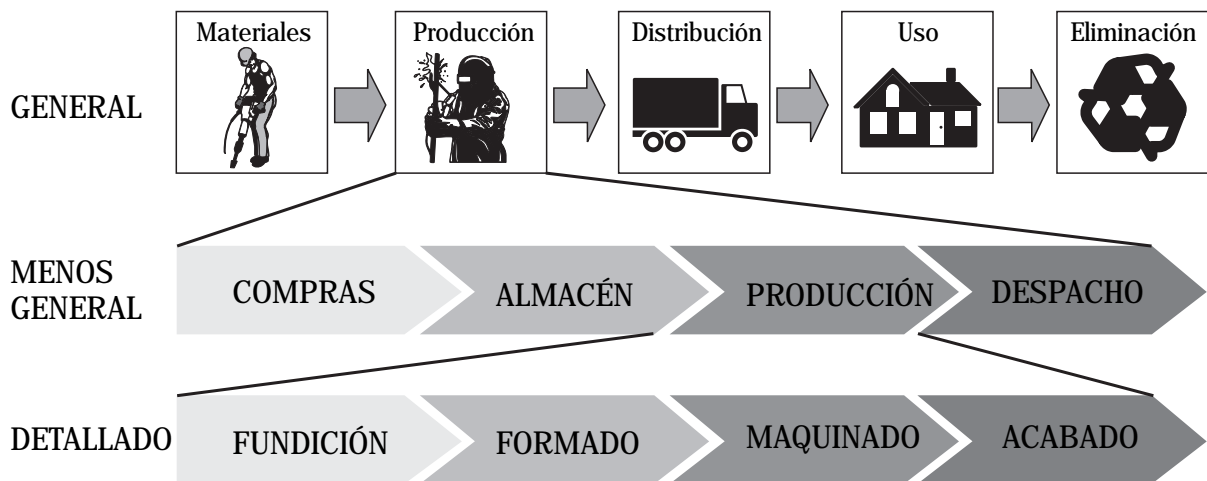 Materiales
Producción
Distribución
Uso
Eliminación
GENERAL
MENOS
GENERAL
COMPRAS
ALMACÉN
PRODUCCIÓN
DESPACHO
DETALLADO
FUNDICIÓN
FORMADO
MAQUINADO
ACABADO